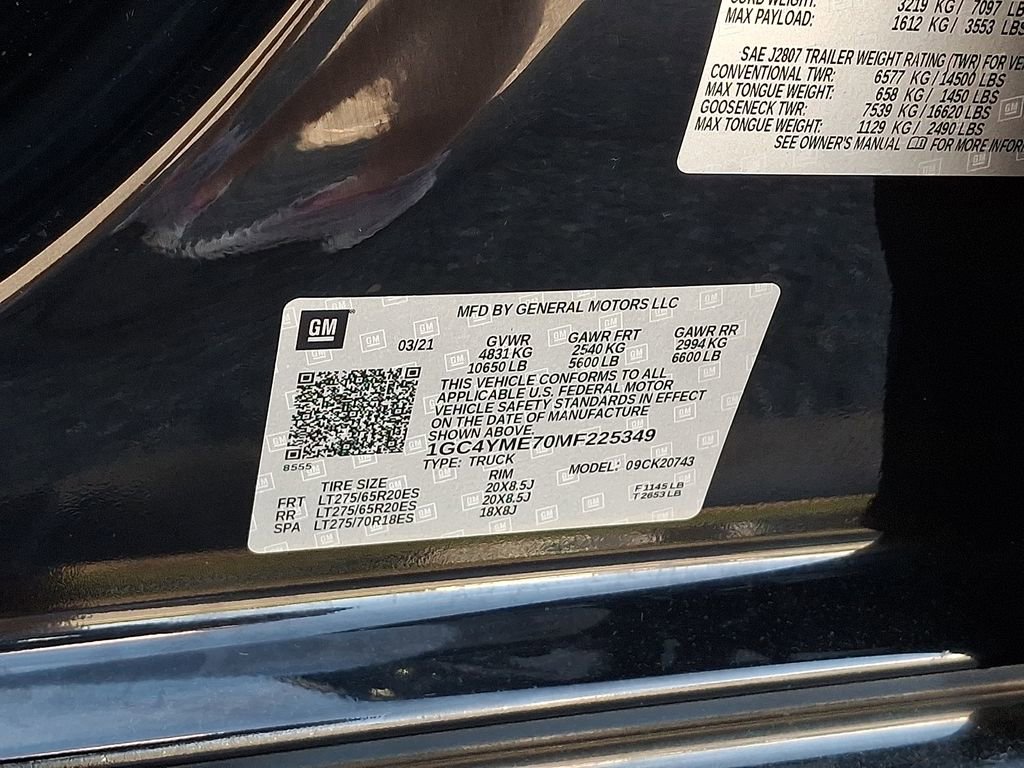 CURB WEIGHT: 3219 KG/ 7097 LB
MAX PAYLOAD: 1612 KG/ 3553 LBS
SAE J2807 TRAILER WEIGHT RATING (TWR) FOR VE
CONVENTIONAL TWR: 6577 KG/14500 LBS
MAX TONGUE WEIGHT: 658 KG/ 1450 LBS
GOOSENECK TWR: 7539 KG/16620 LBS
MAX TONGUE WEIGHT: 1129 KG/ 2490 LBS
SEE OWNER'S MANUAL FOR MORE INFOR
GM
MFD BY GENERAL MOTORS LLC
03/21
GVWR GAWR FRT GAWR RR
4831 KG 2540 KG 2994 KG
10650 LB 5600 LB 6600 LB
THIS VEHICLE CONFORMS TO ALL
APPLICABLE U.S. FEDERAL MOTOR
VEHICLE SAFETY STANDARDS IN EFFECT
ON THE DATE OF MANUFACTURE
SHOWN ABOVE.
1GC4YME70MF225349
8555
TYPE: TRUCK MODEL: 09CK20743
TIRE SIZE RIM
FRT LT275/65R20ES 20X8.5J
RR LT275/65R20ES 20X8.5J
SPA LT275/70R18ES 18X8J
F1145 LB
T 2653 LB